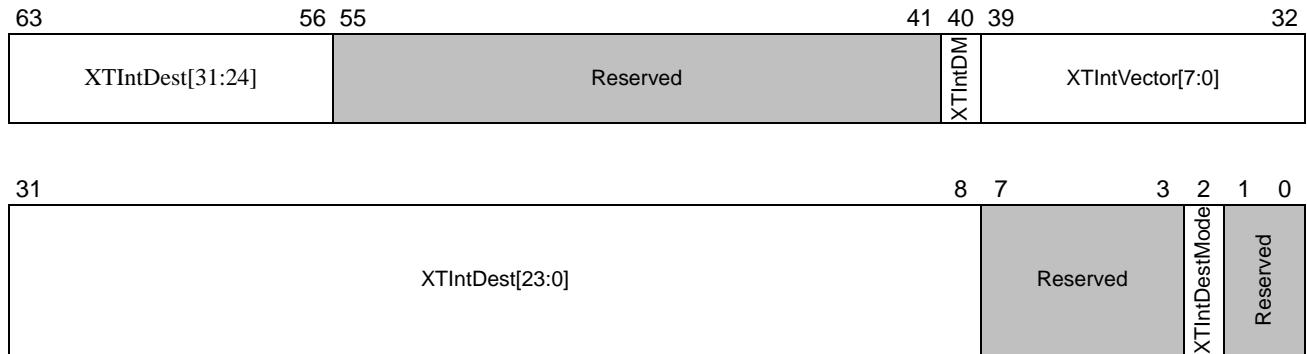 63 56 55 41 40 39 32
XTIntDest[31:24] Reserved XTIntDM XTIntVector[7:0]
31 8 7 3 2 1 0
XTIntDest[23:0] Reserved XTIntDestMode Reserved